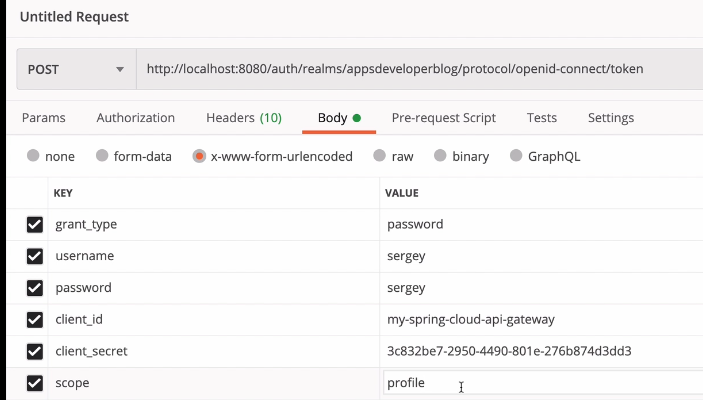 Untitled Request
POST http://localhost:8080/auth/realms/appsdeveloperblog/protocol/openid-connect/token
Params Authorization Headers (10) Body Pre-request Script Tests Settings
none form-data x-www-form-urlencoded raw binary GraphQL
KEY VALUE
grant_type password
username sergey
password sergey
client_id my-spring-cloud-api-gateway
client_secret 3c832be7-2950-4490-801e-276b874d3dd3
scope profile